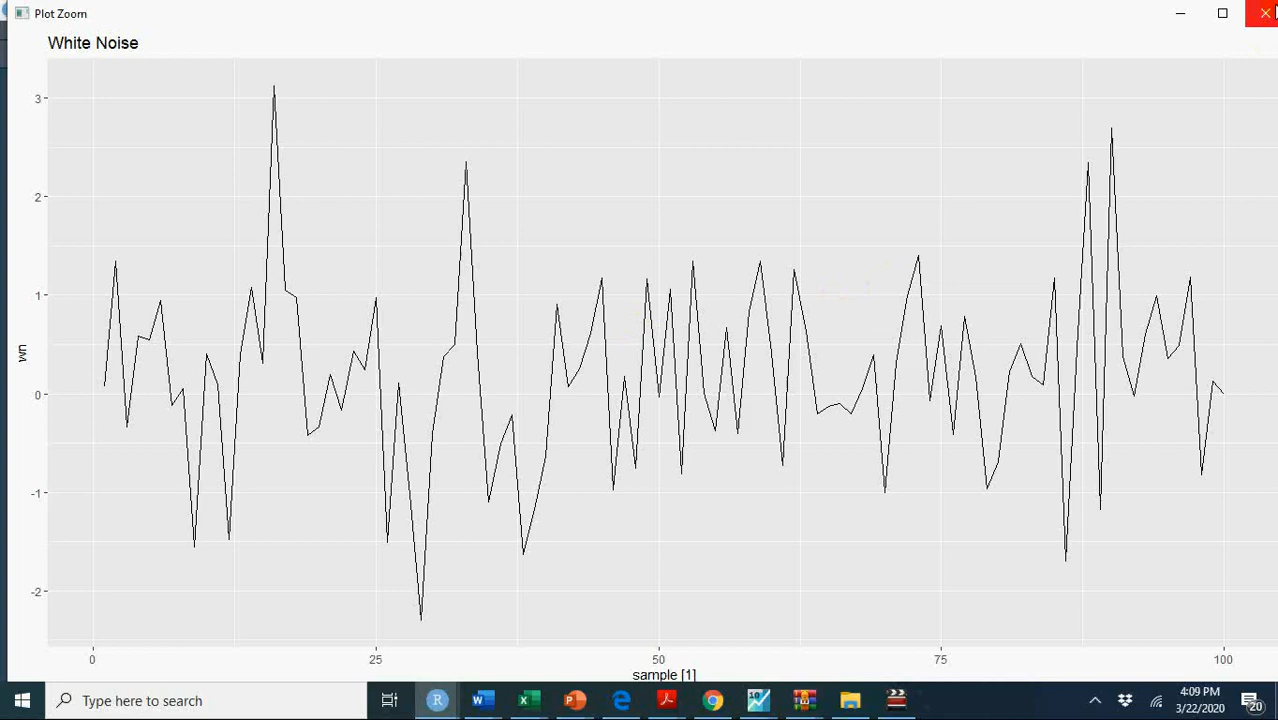 Plot Zoom
White Noise
3
2
1
0
-1
-2
wn
0 25 50 75 100
sample [1]
Type here to search
4:09 PM
3/22/2020
20